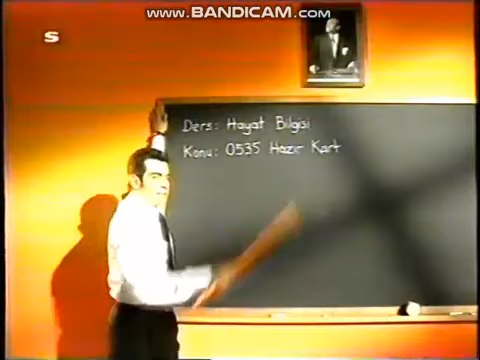 www.BANDICAM.com
S
Ders: Hayat Bilgisi
Konu: 0535 Hazır Kart